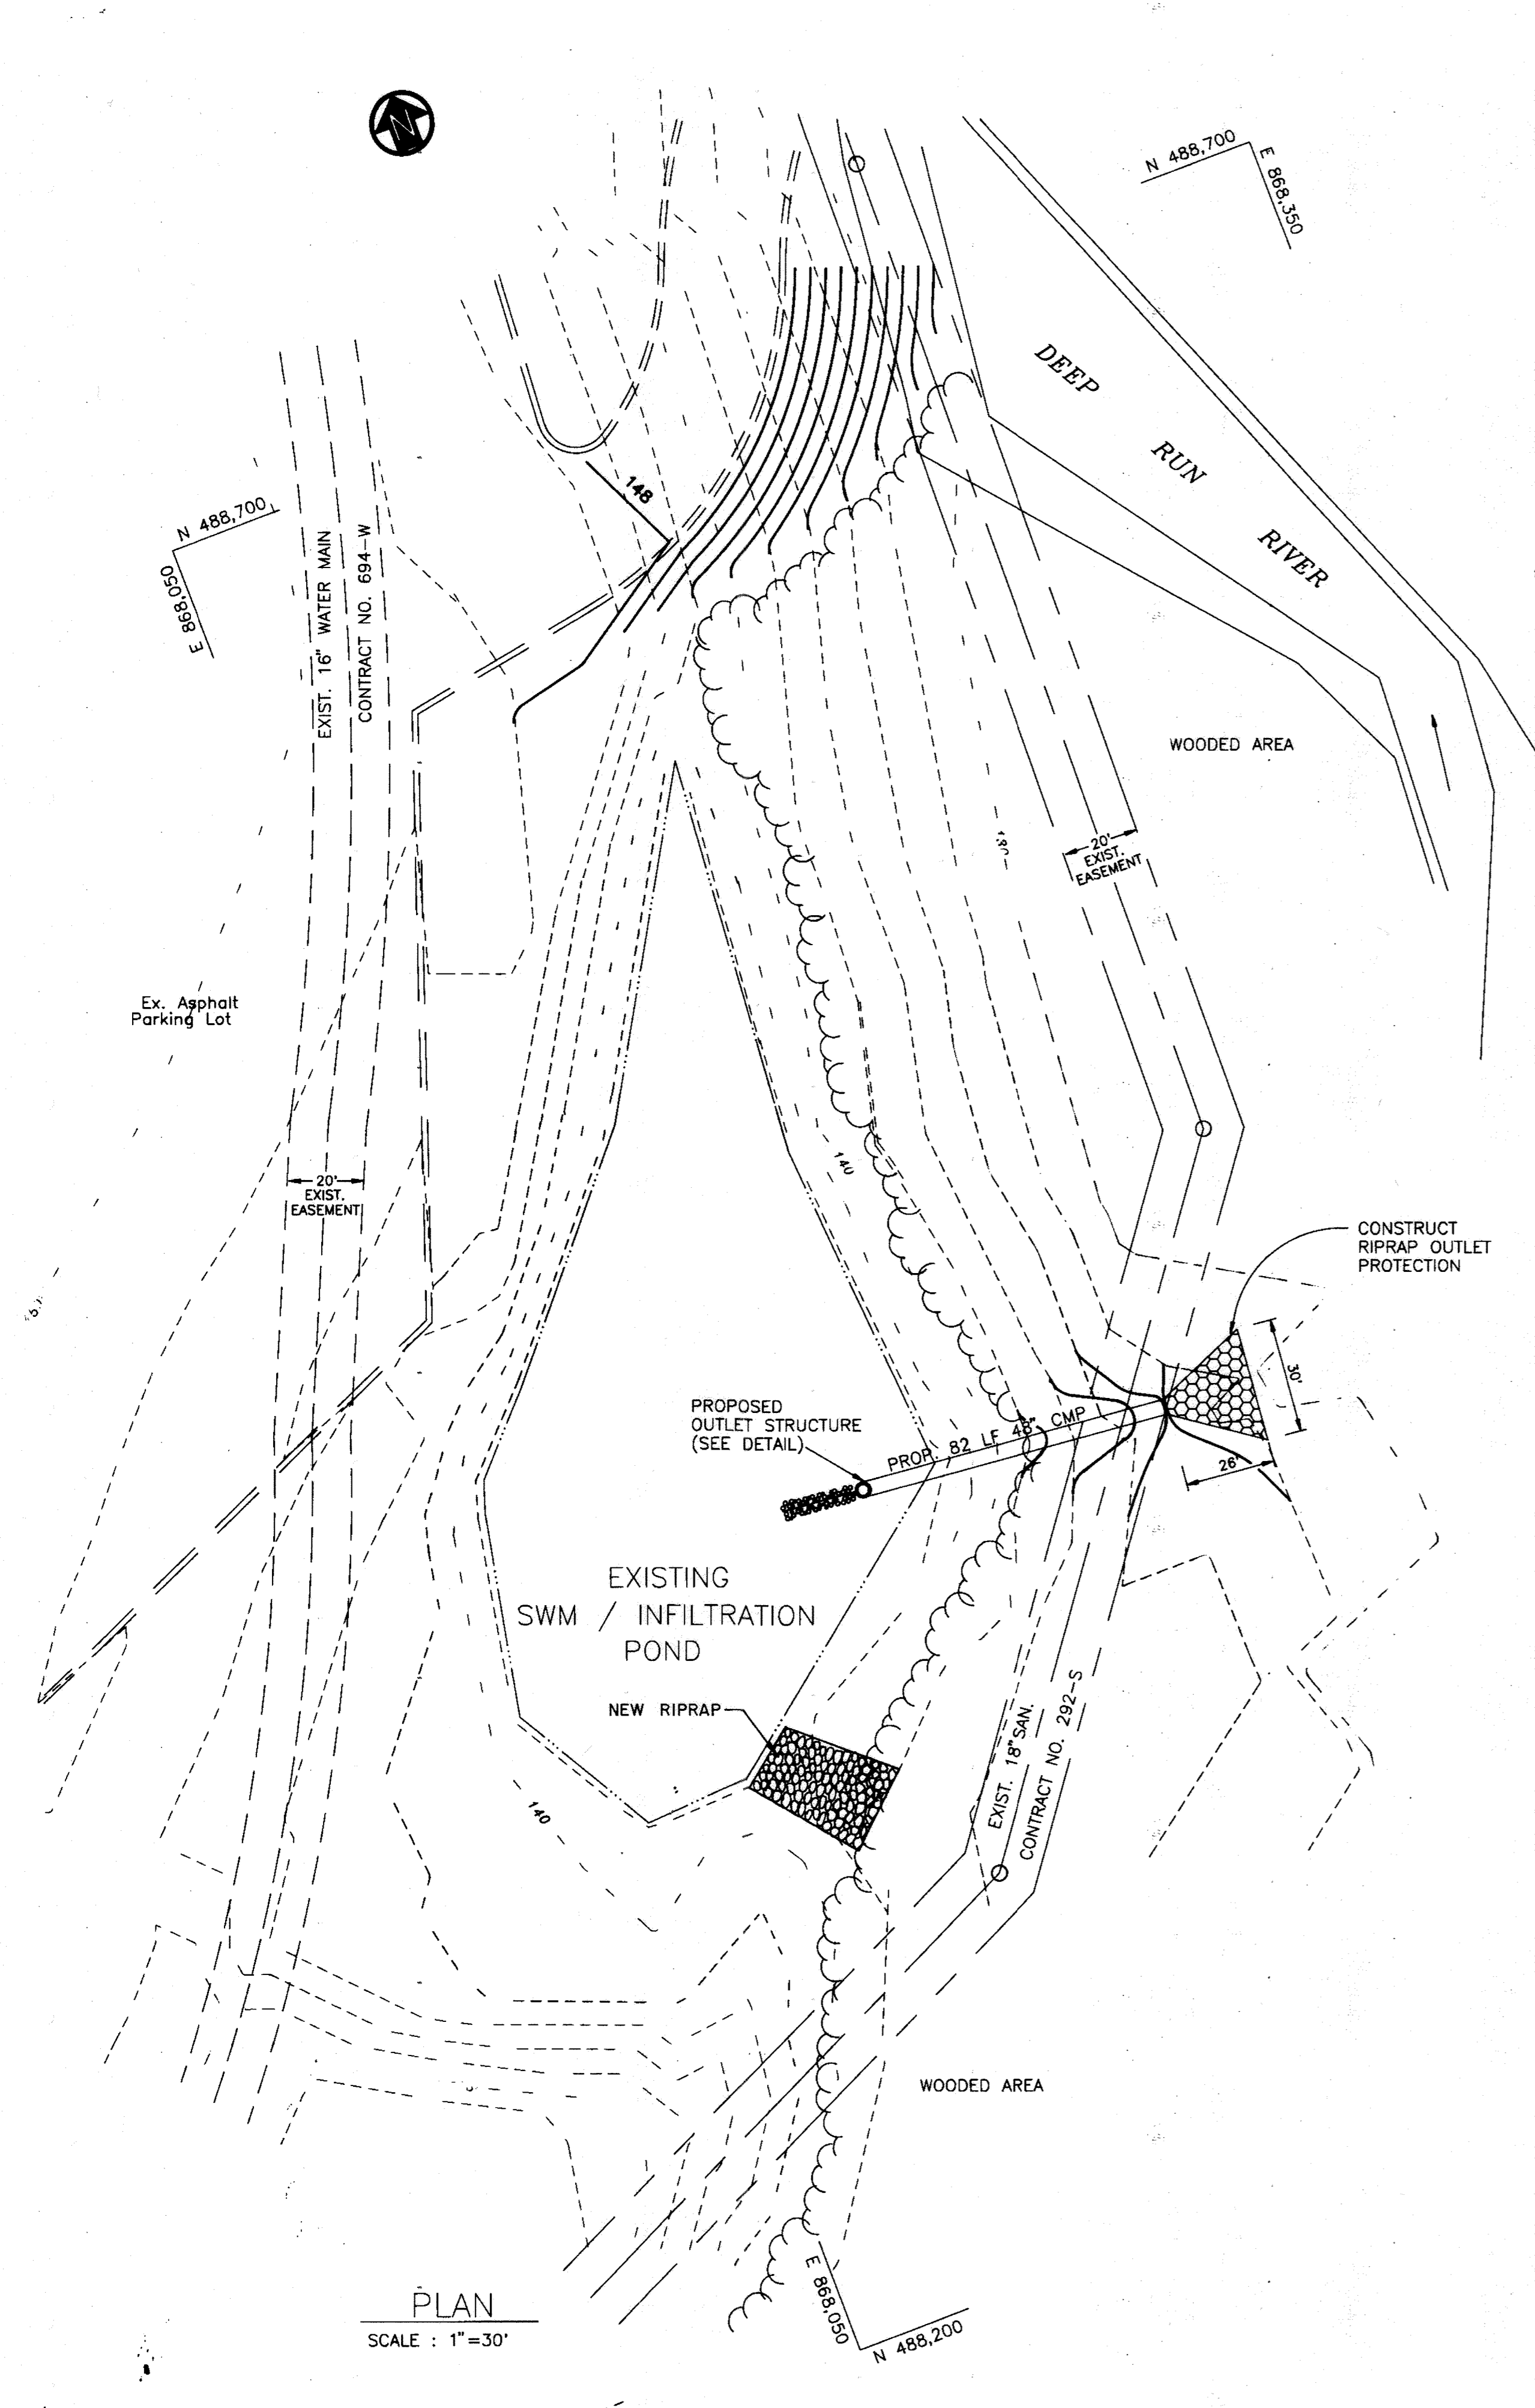 N
N 488,700
E 868,350
DEEP
RUN
RIVER
148
N 488,700
E 868,050
EXIST. 16" WATER MAIN
CONTRACT NO. 694-W
WOODED AREA
20'
EXIST.
EASEMENT
Ex. Asphalt
Parking Lot
140
20'
EXIST.
EASEMENT
CONSTRUCT
RIPRAP OUTLET
PROTECTION
30'
26'
PROPOSED
OUTLET STRUCTURE
(SEE DETAIL)
PROP. 82 LF 48" CMP
EXISTING
SWM / INFILTRATION
POND
NEW RIPRAP
EXIST. 18" SAN.
CONTRACT NO. 292-S
140
WOODED AREA
E 868,050
N 488,200
PLAN
SCALE : 1"=30'